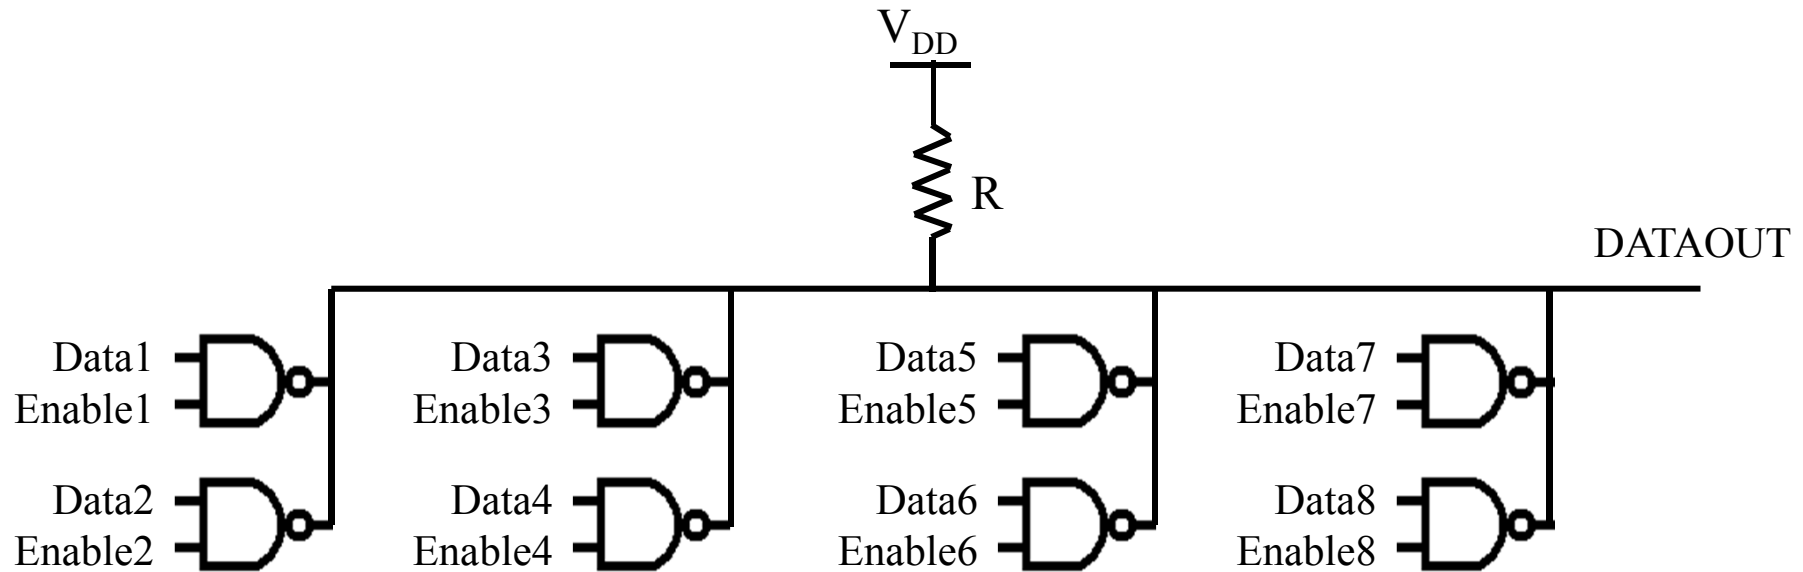 VDD
R
DATAOUT
Data1
Enable1
Data2
Enable2
Data3
Enable3
Data4
Enable4
Data5
Enable5
Data6
Enable6
Data7
Enable7
Data8
Enable8